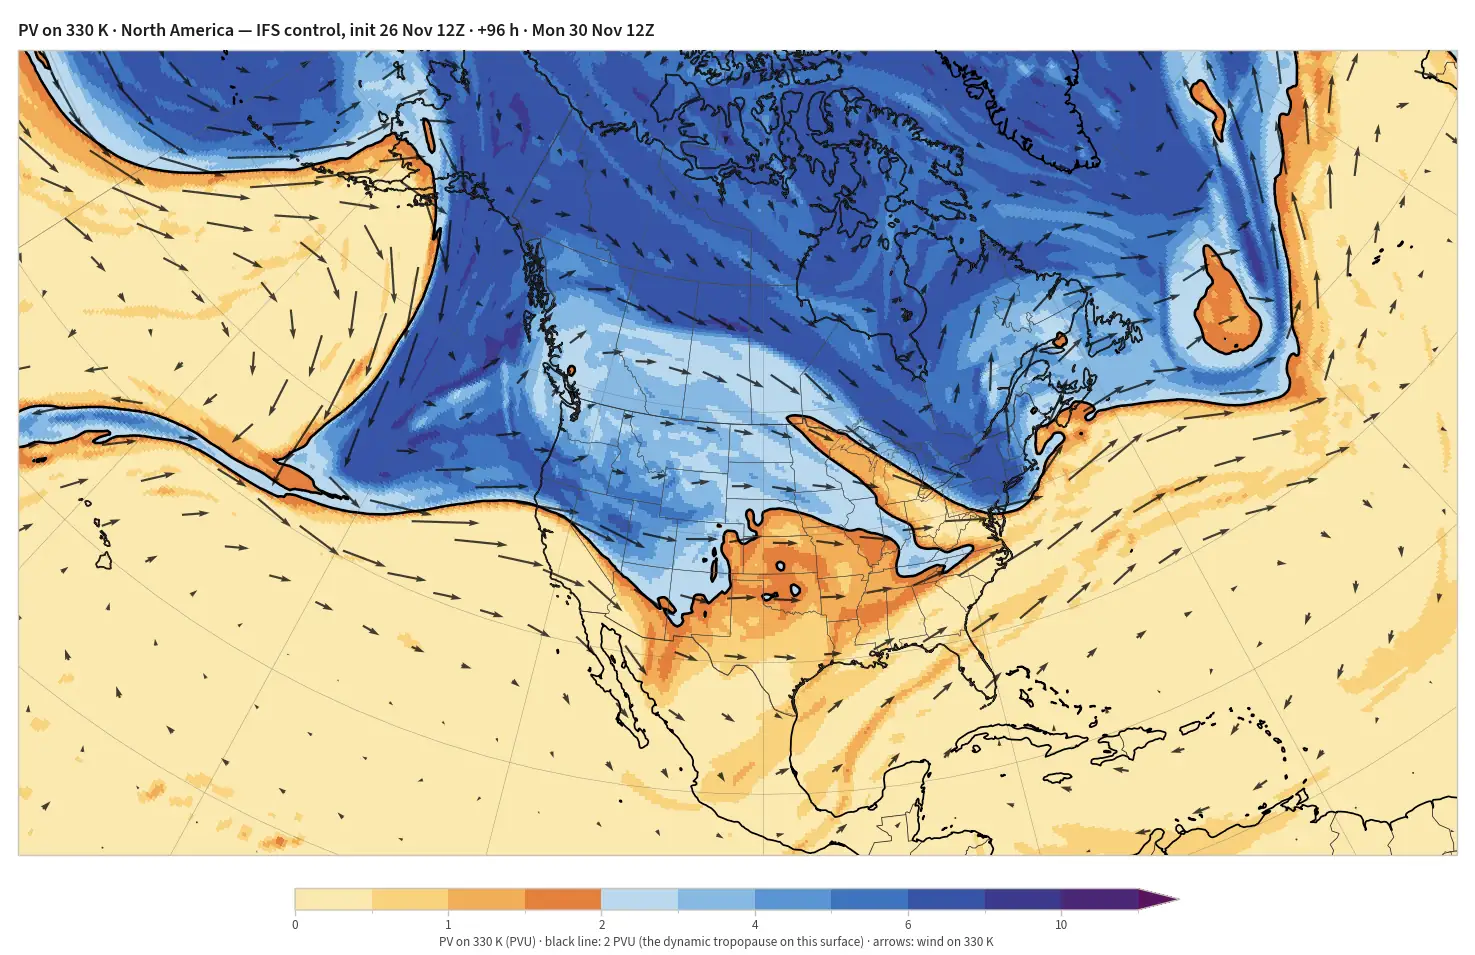 PV on 330 K · North America — IFS control, init 26 Nov 12Z · +96 h · Mon 30 Nov 12Z
0 1 2 4 6 10
PV on 330 K (PVU) · black line: 2 PVU (the dynamic tropopause on this surface) · arrows: wind on 330 K